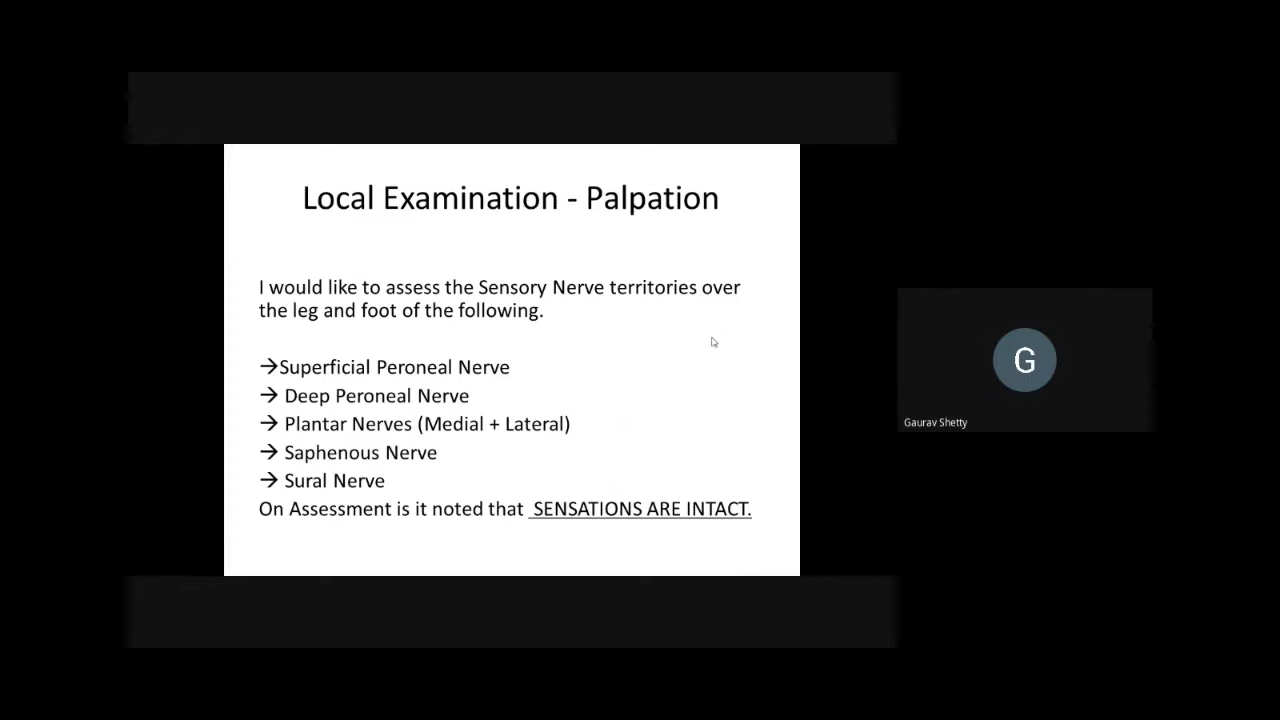 Local Examination - Palpation
I would like to assess the Sensory Nerve territories over
the leg and foot of the following.
→Superficial Peroneal Nerve
→ Deep Peroneal Nerve
→ Plantar Nerves (Medial + Lateral)
→ Saphenous Nerve
→ Sural Nerve
On Assessment is it noted that SENSATIONS ARE INTACT.
G
Gaurav Shetty